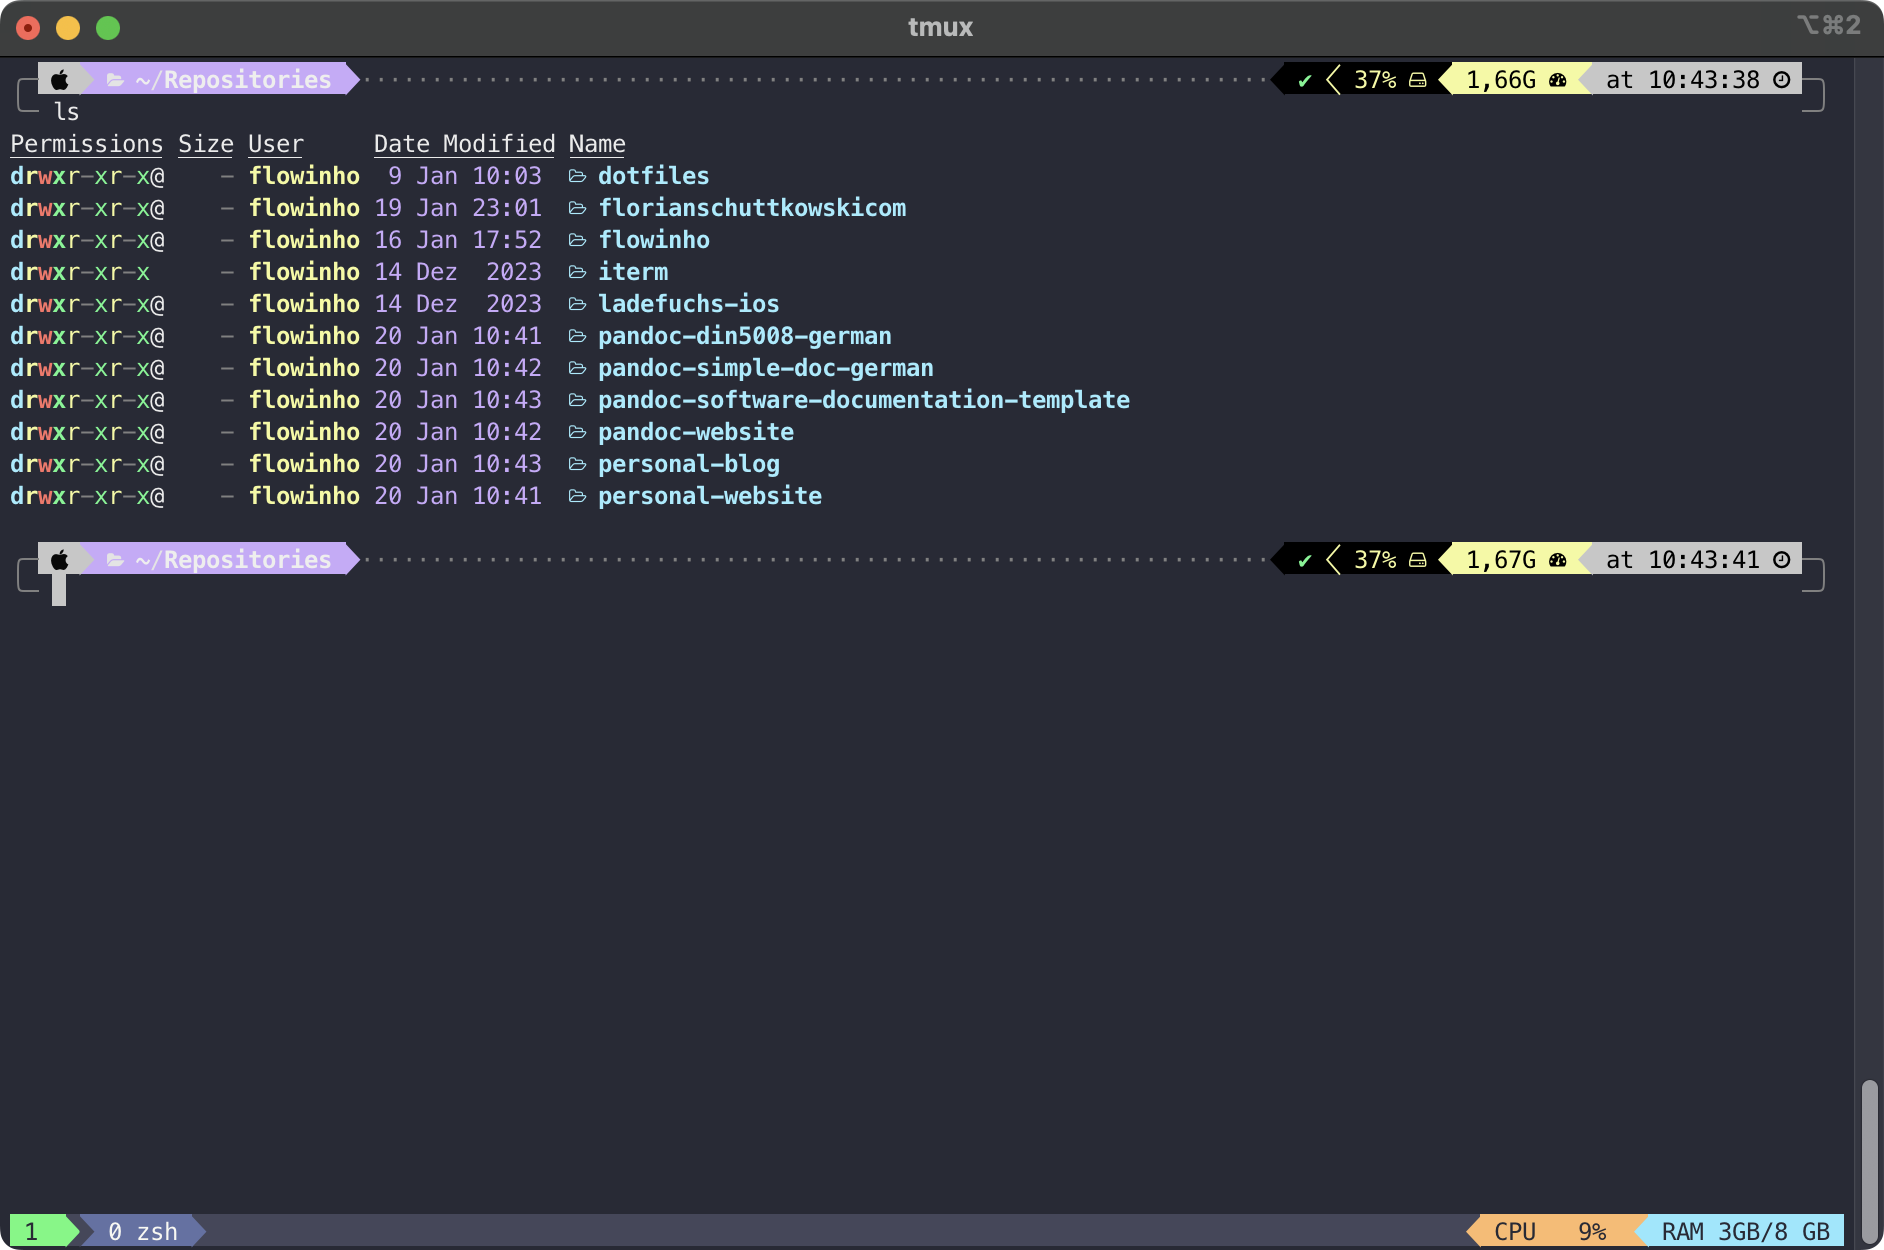 tmux
⌥⌘2
~/Repositories ✔ 37% 1,66G at 10:43:38
ls
Permissions Size User Date Modified Name
drwxr-xr-x@ - flowinho 9 Jan 10:03 dotfiles
drwxr-xr-x@ - flowinho 19 Jan 23:01 florianschuttkowskicom
drwxr-xr-x@ - flowinho 16 Jan 17:52 flowinho
drwxr-xr-x - flowinho 14 Dez 2023 iterm
drwxr-xr-x@ - flowinho 14 Dez 2023 ladefuchs-ios
drwxr-xr-x@ - flowinho 20 Jan 10:41 pandoc-din5008-german
drwxr-xr-x@ - flowinho 20 Jan 10:42 pandoc-simple-doc-german
drwxr-xr-x@ - flowinho 20 Jan 10:43 pandoc-software-documentation-template
drwxr-xr-x@ - flowinho 20 Jan 10:42 pandoc-website
drwxr-xr-x@ - flowinho 20 Jan 10:43 personal-blog
drwxr-xr-x@ - flowinho 20 Jan 10:41 personal-website
~/Repositories ✔ 37% 1,67G at 10:43:41
1 0 zsh CPU 9% RAM 3GB/8 GB